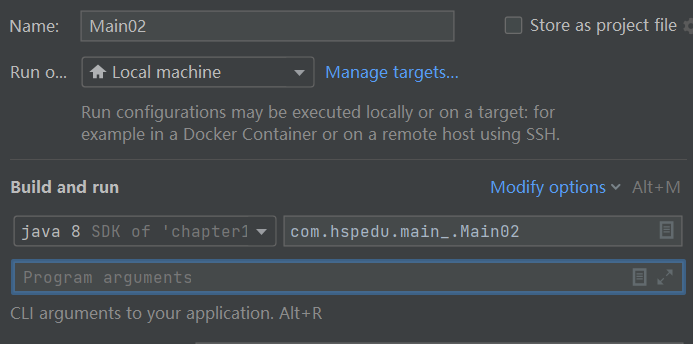 Name: Main02 Store as project file
Run o... Local machine Manage targets...
Run configurations may be executed locally or on a target: for
example in a Docker Container or on a remote host using SSH.
Build and run Modify options Alt+M
java 8 SDK of 'chapter1 com.hspedu.main_.Main02
Program arguments
CLI arguments to your application. Alt+R